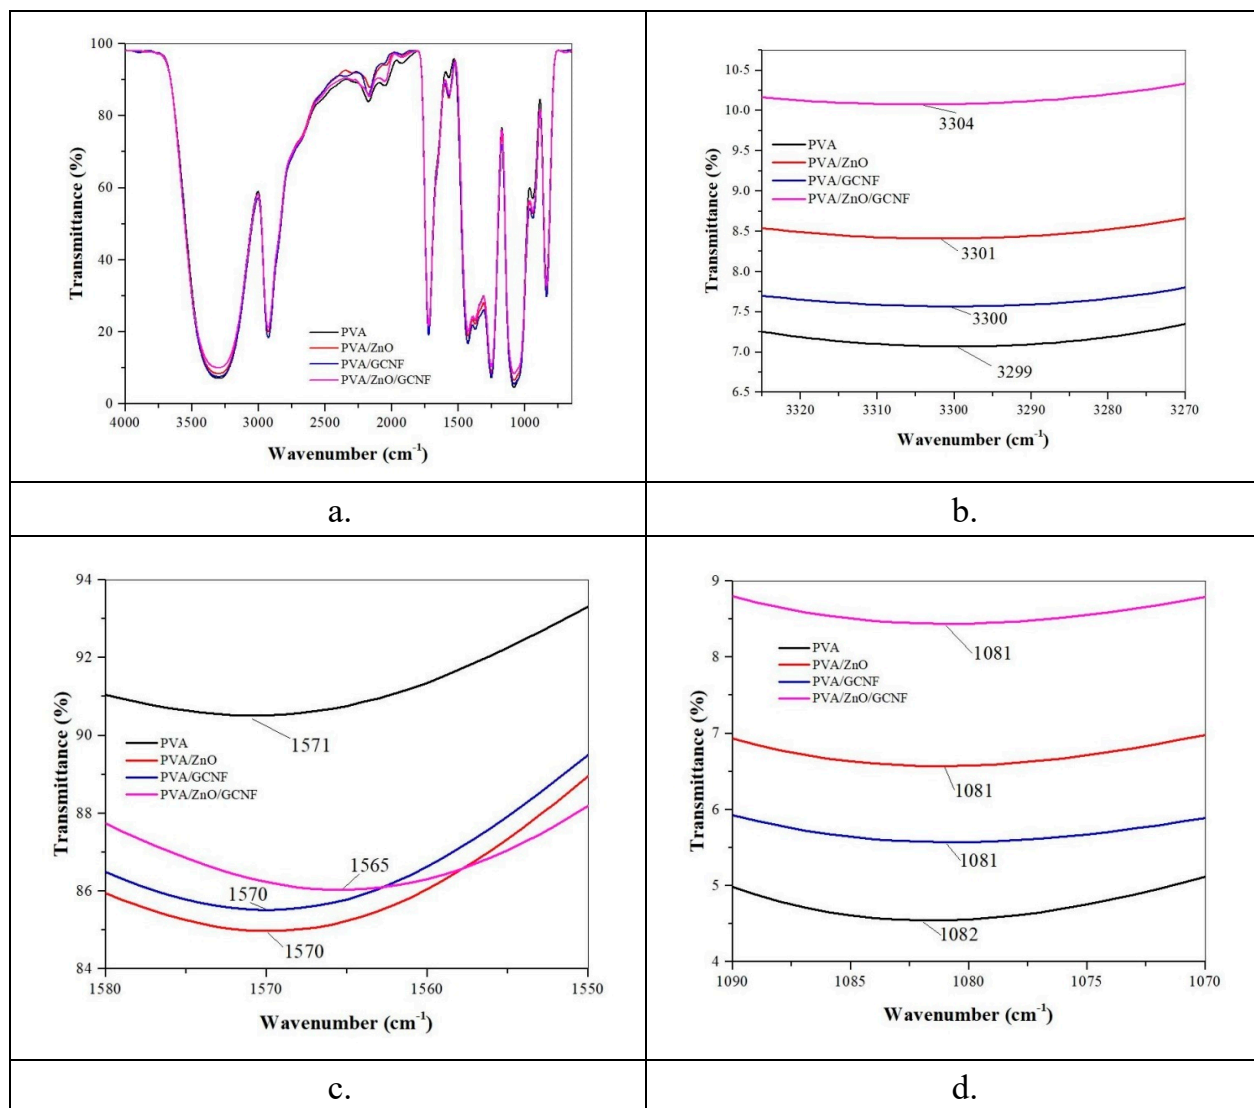 100
80
60
40
20
0
Transmittance (%)
PVA
PVA/ZnO
PVA/GCNF
PVA/ZnO/GCNF
4000 3500 3000 2500 2000 1500 1000
Wavenumber (cm⁻¹)
a.
10.5
10.0
9.5
9.0
8.5
8.0
7.5
7.0
6.5
Transmittance (%)
3304
PVA
PVA/ZnO
PVA/GCNF
PVA/ZnO/GCNF
3301
3300
3299
3320 3310 3300 3290 3280 3270
Wavenumber (cm⁻¹)
b.
94
92
90
88
86
84
Transmittance (%)
1571
PVA
PVA/ZnO
PVA/GCNF
PVA/ZnO/GCNF
1565
1570
1570
1580 1570 1560 1550
Wavenumber (cm⁻¹)
c.
9
8
7
6
5
4
Transmittance (%)
1081
PVA
PVA/ZnO
PVA/GCNF
PVA/ZnO/GCNF
1081
1081
1082
1090 1085 1080 1075 1070
Wavenumber (cm⁻¹)
d.